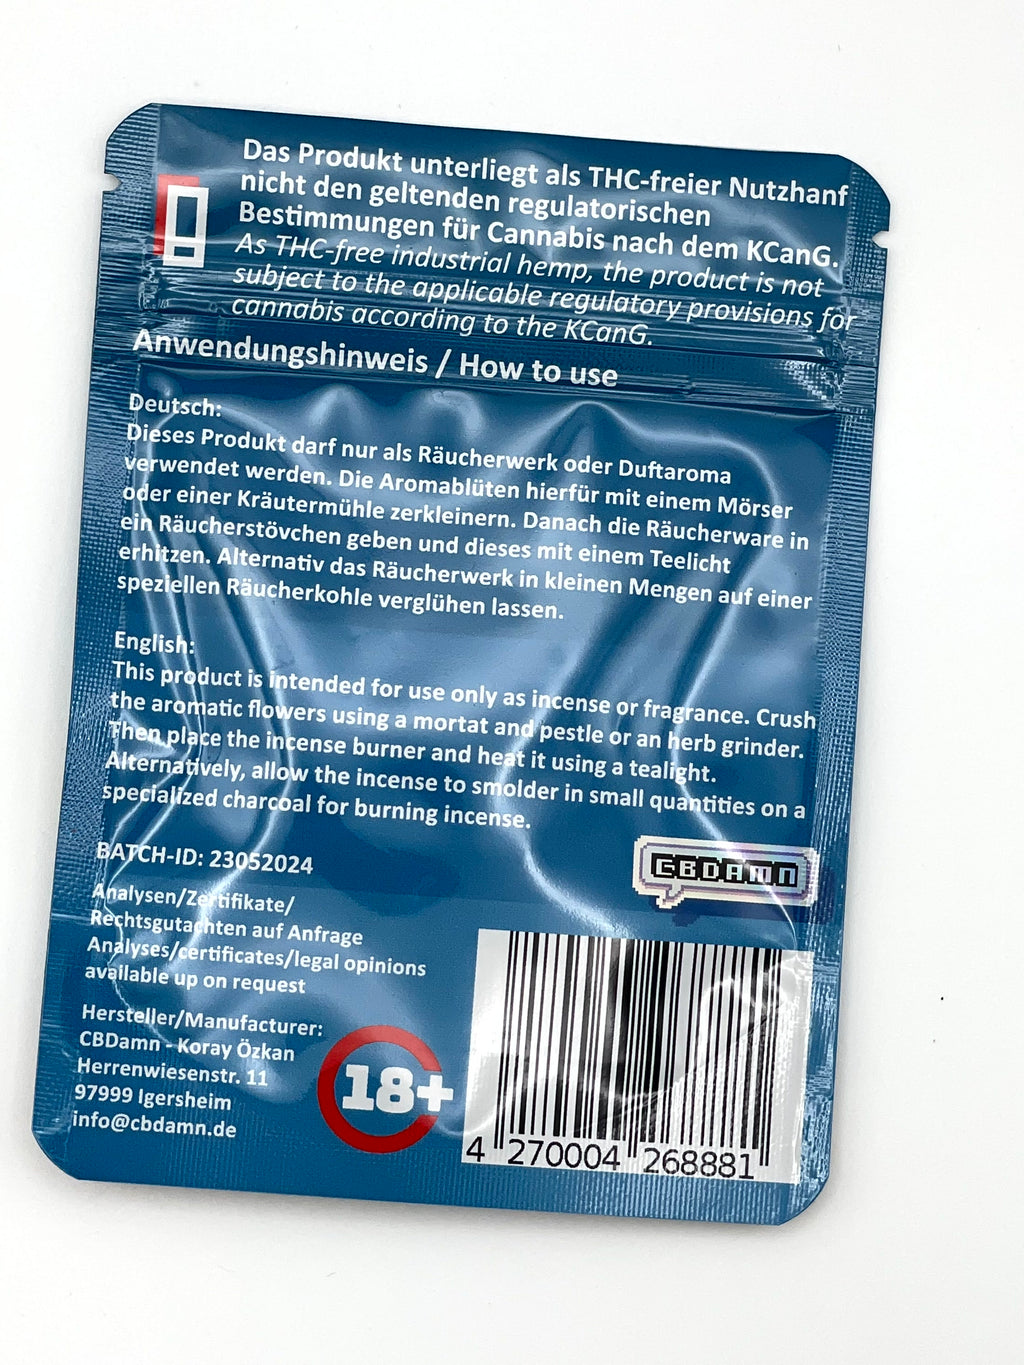 Das Produkt unterliegt als THC-freier Nutzhanf
nicht den geltenden regulatorischen
Bestimmungen für Cannabis nach dem KCanG.
As THC-free industrial hemp, the product is not
subject to the applicable regulatory provisions for
cannabis according to the KCanG.
Anwendungshinweis / How to use
Deutsch:
Dieses Produkt darf nur als Räucherwerk oder Duftaroma
verwendet werden. Die Aromablüten hierfür mit einem Mörser
oder einer Kräutermühle zerkleinern. Danach die Räucherware in
ein Räucherstövchen geben und dieses mit einem Teelicht
erhitzen. Alternativ das Räucherwerk in kleinen Mengen auf einer
speziellen Räucherkohle verglühen lassen.
English:
This product is intended for use only as incense or fragrance. Crush
the aromatic flowers using a mortat and pestle or an herb grinder.
Then place the incense burner and heat it using a tealight.
Alternatively, allow the incense to smolder in small quantities on a
specialized charcoal for burning incense.
BATCH-ID: 23052024
CBDAMN
Analysen/Zertifikate/
Rechtsgutachten auf Anfrage
Analyses/certificates/legal opinions
available up on request
Hersteller/Manufacturer:
CBDamn - Koray Özkan
Herrenwiesenstr. 11
97999 Igersheim
info@cbdamn.de
18+
4 270004 268881